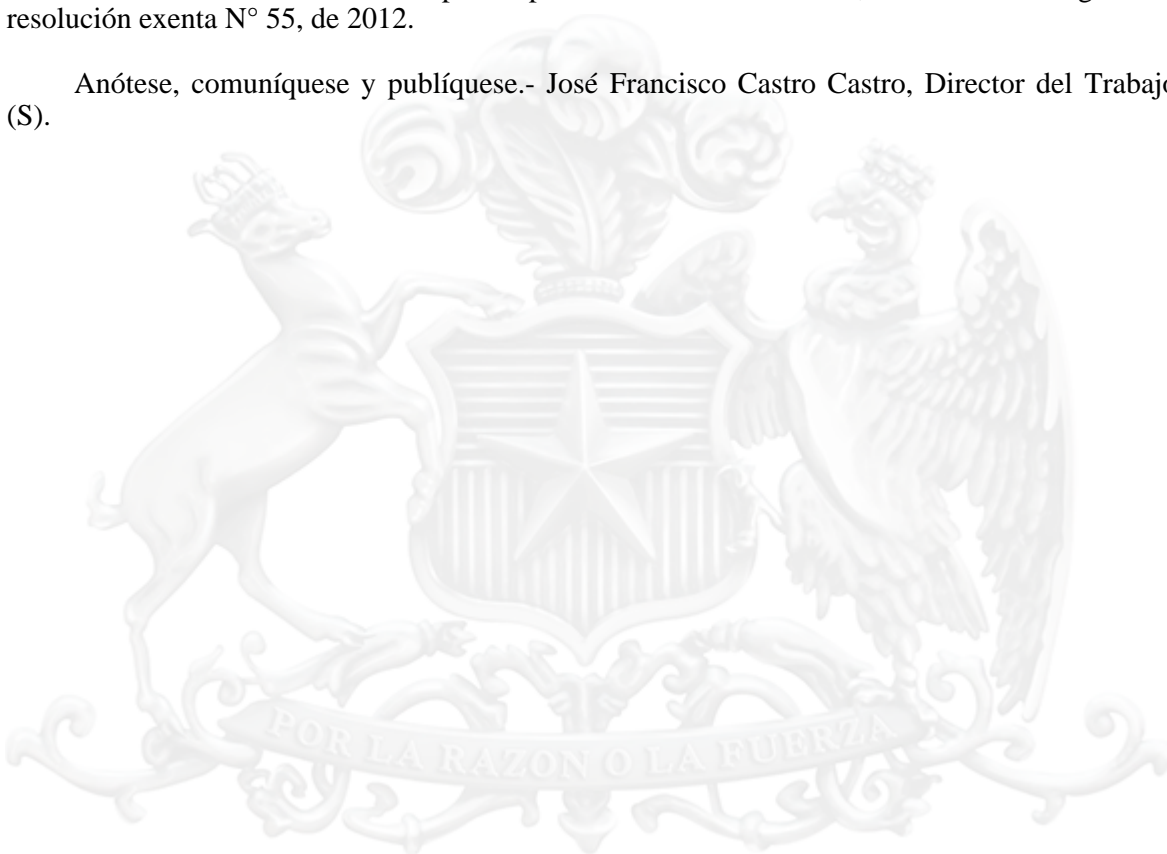 resolución exenta N° 55, de 2012.
Anótese, comuníquese y publíquese.- José Francisco Castro Castro, Director del Trabajo
(S).
POR LA RAZON O LA FUERZA